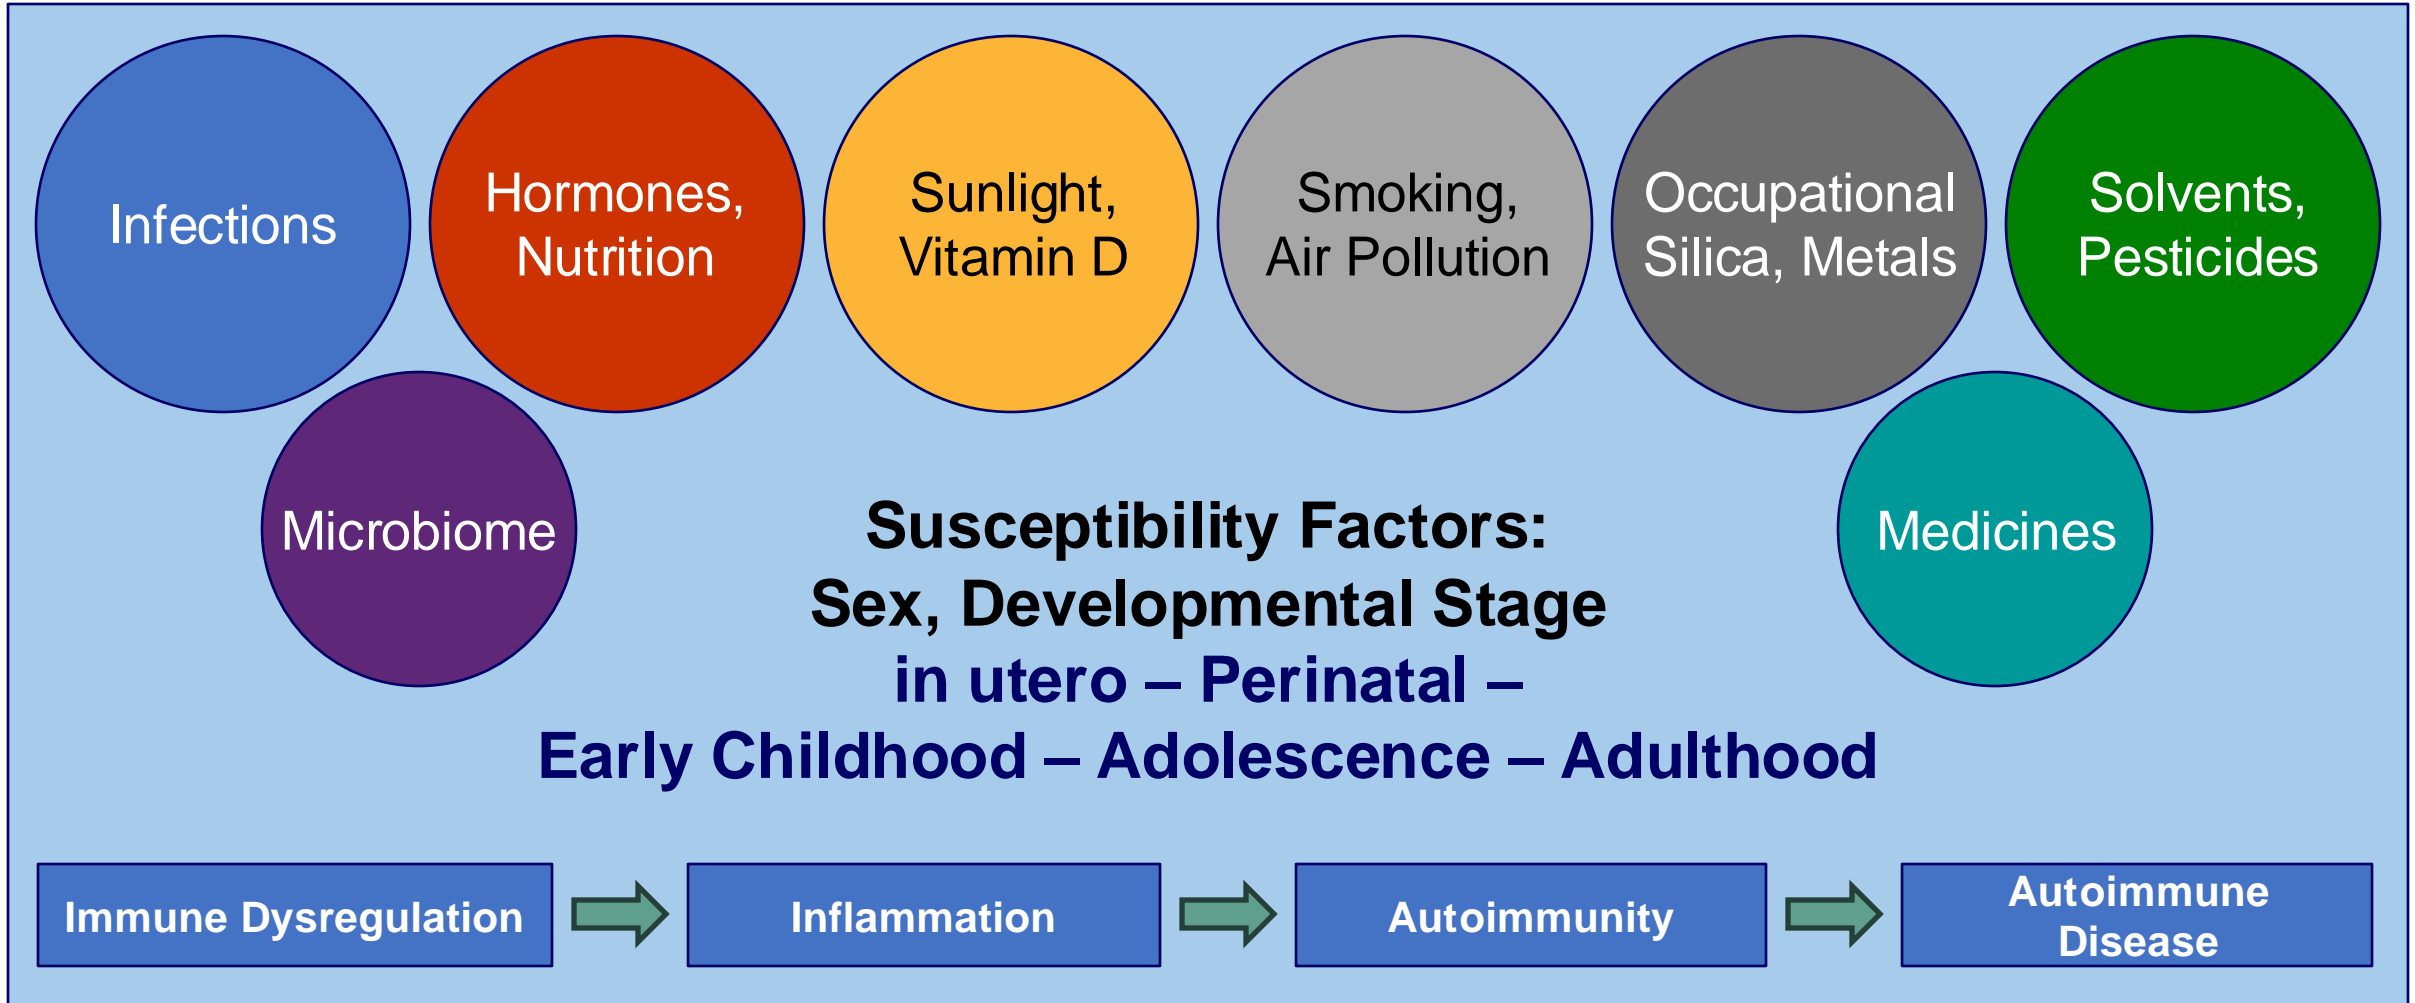 Infections
Hormones,
Nutrition
Sunlight,
Vitamin D
Smoking,
Air Pollution
Occupational
Silica, Metals
Solvents,
Pesticides
Microbiome
Medicines
Susceptibility Factors:
Sex, Developmental Stage
in utero – Perinatal –
Early Childhood – Adolescence – Adulthood
Immune Dysregulation
Inflammation
Autoimmunity
Autoimmune
Disease